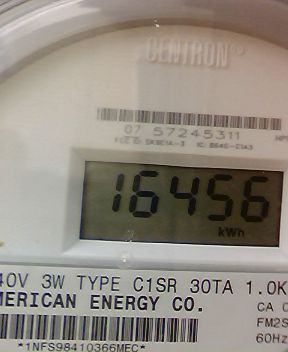 CENTRON®
07 57245311
16456
kWh
40V 3W TYPE C1SR 30TA 1.0K
MERICAN ENERGY CO.
CA 0
FM2S
60Hz
*1NFS98410366MEC*